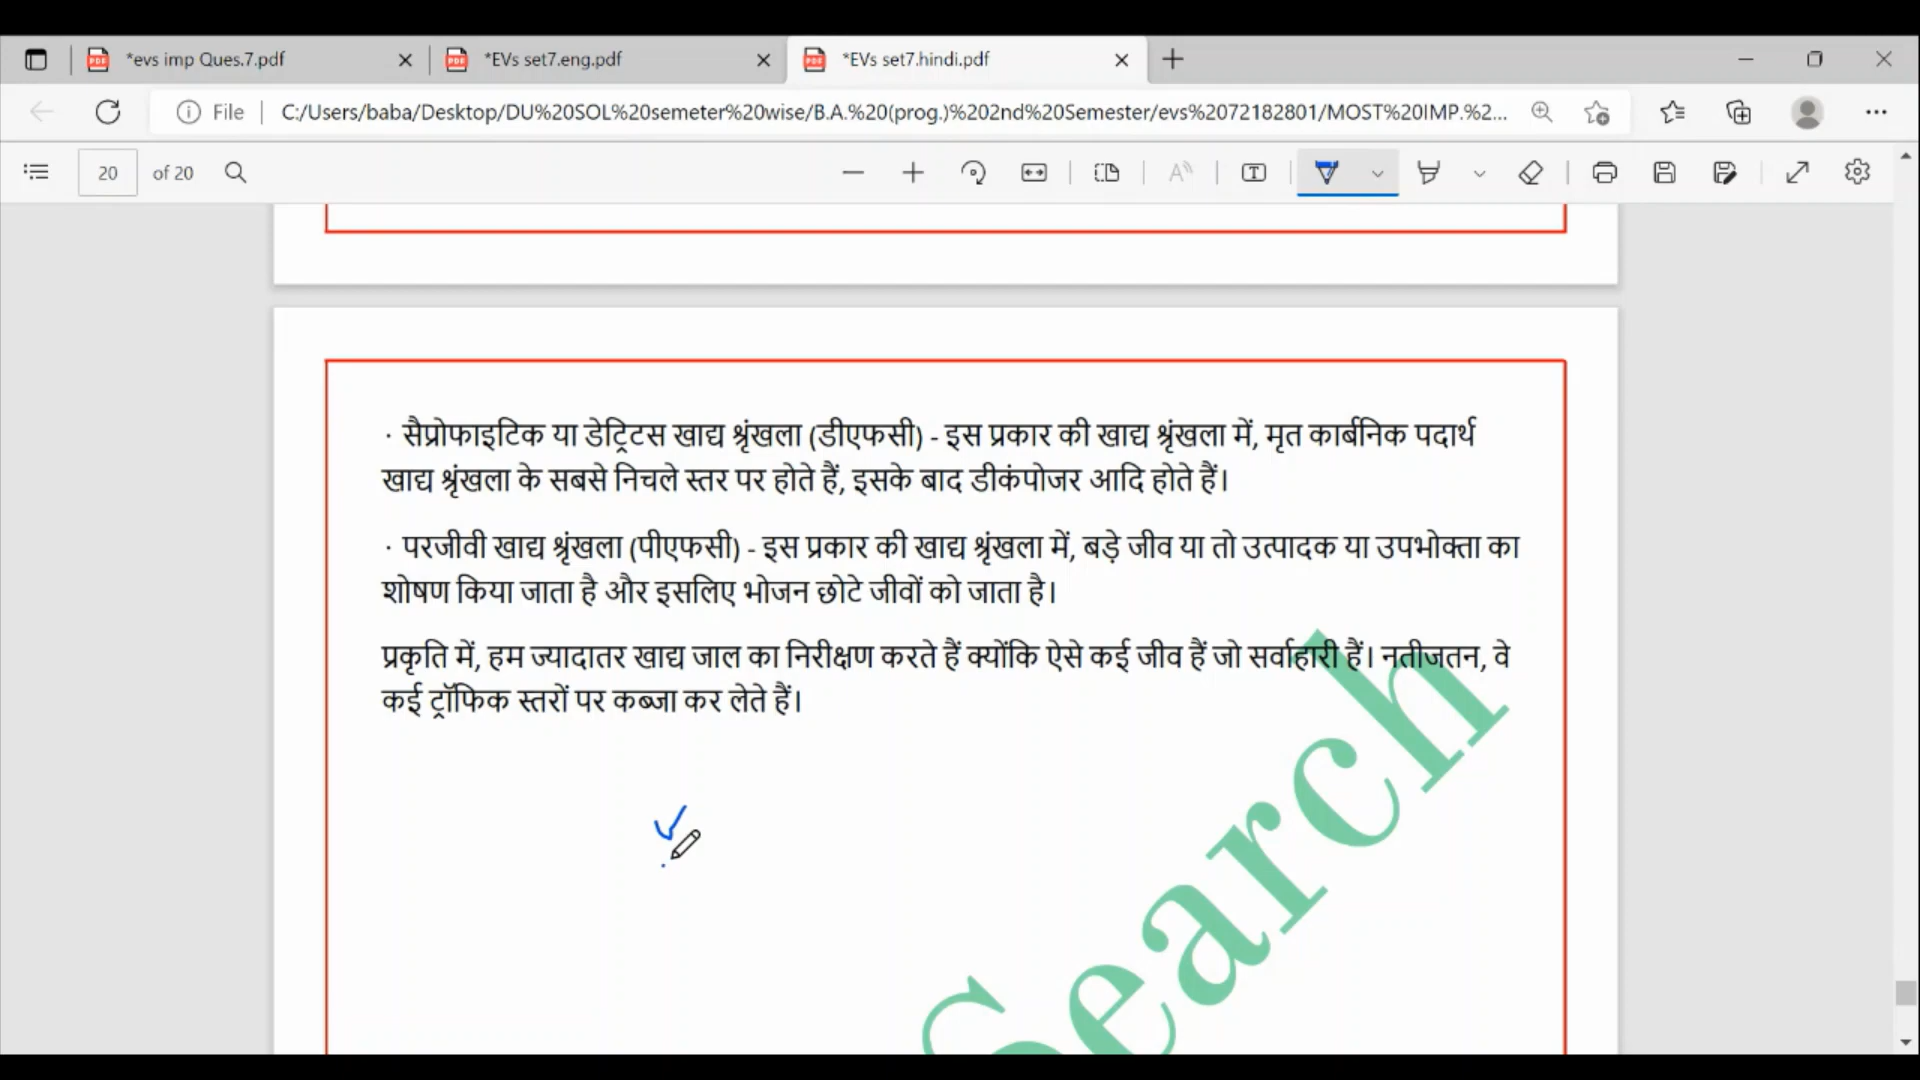 *evs imp Ques.7.pdf
*EVs set7.eng.pdf
*EVs set7.hindi.pdf
File
C:/Users/baba/Desktop/DU%20SOL%20semeter%20wise/B.A.%20(prog.)%202nd%20Semester/evs%2072182801/MOST%20IMP.%2...
20 of 20
· सैप्रोफाइटिक या डेट्रिटस खाद्य श्रृंखला (डीएफसी) - इस प्रकार की खाद्य श्रृंखला में, मृत कार्बनिक पदार्थ
खाद्य श्रृंखला के सबसे निचले स्तर पर होते हैं, इसके बाद डीकंपोजर आदि होते हैं।
· परजीवी खाद्य श्रृंखला (पीएफसी) - इस प्रकार की खाद्य श्रृंखला में, बड़े जीव या तो उत्पादक या उपभोक्ता का
शोषण किया जाता है और इसलिए भोजन छोटे जीवों को जाता है।
प्रकृति में, हम ज्यादातर खाद्य जाल का निरीक्षण करते हैं क्योंकि ऐसे कई जीव हैं जो सर्वाहारी हैं। नतीजतन, वे
कई ट्रॉफिक स्तरों पर कब्जा कर लेते हैं।
Search